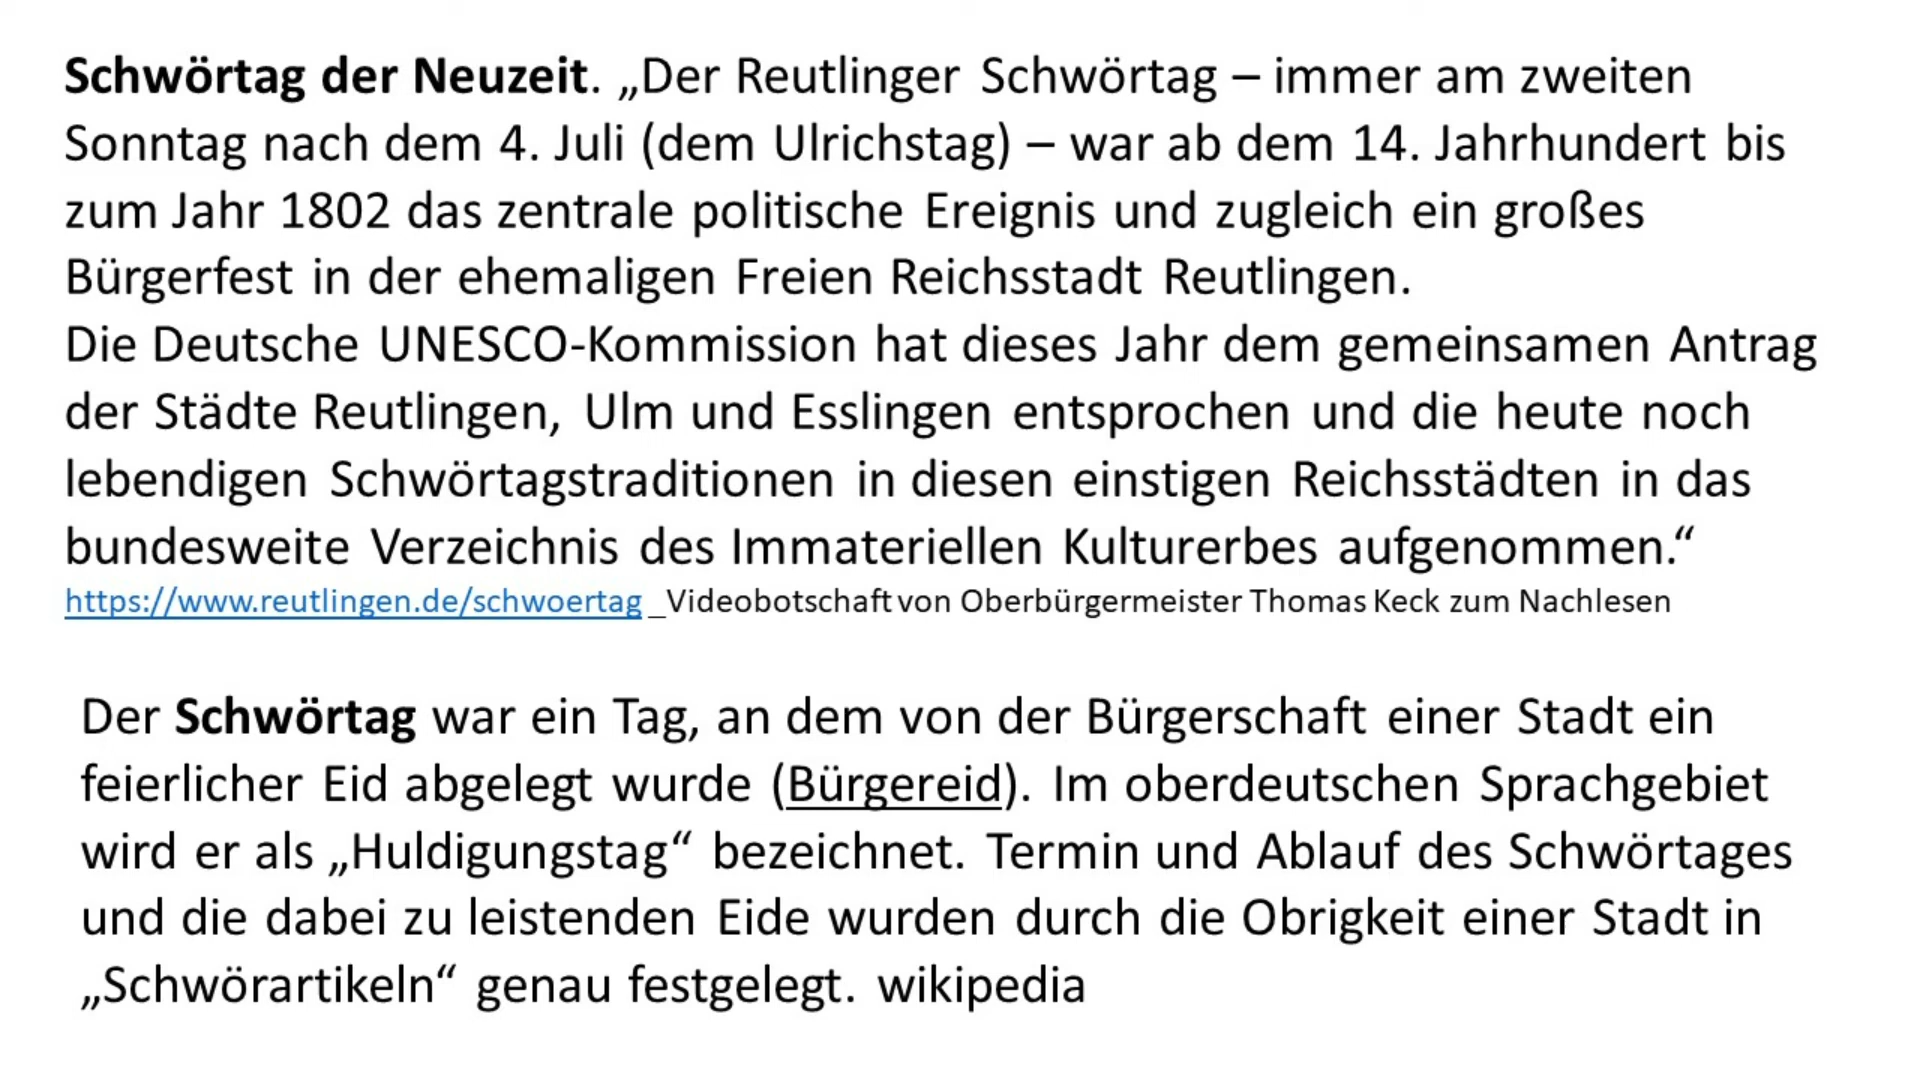 Schwörtag der Neuzeit. „Der Reutlinger Schwörtag – immer am zweiten
Sonntag nach dem 4. Juli (dem Ulrichstag) – war ab dem 14. Jahrhundert bis
zum Jahr 1802 das zentrale politische Ereignis und zugleich ein großes
Bürgerfest in der ehemaligen Freien Reichsstadt Reutlingen.
Die Deutsche UNESCO-Kommission hat dieses Jahr dem gemeinsamen Antrag
der Städte Reutlingen, Ulm und Esslingen entsprochen und die heute noch
lebendigen Schwörtagstraditionen in diesen einstigen Reichsstädten in das
bundesweite Verzeichnis des Immateriellen Kulturerbes aufgenommen.“
https://www.reutlingen.de/schwoertag _Videobotschaft von Oberbürgermeister Thomas Keck zum Nachlesen
Der Schwörtag war ein Tag, an dem von der Bürgerschaft einer Stadt ein
feierlicher Eid abgelegt wurde (Bürgereid). Im oberdeutschen Sprachgebiet
wird er als „Huldigungstag“ bezeichnet. Termin und Ablauf des Schwörtages
und die dabei zu leistenden Eide wurden durch die Obrigkeit einer Stadt in
„Schwörartikeln“ genau festgelegt. wikipedia